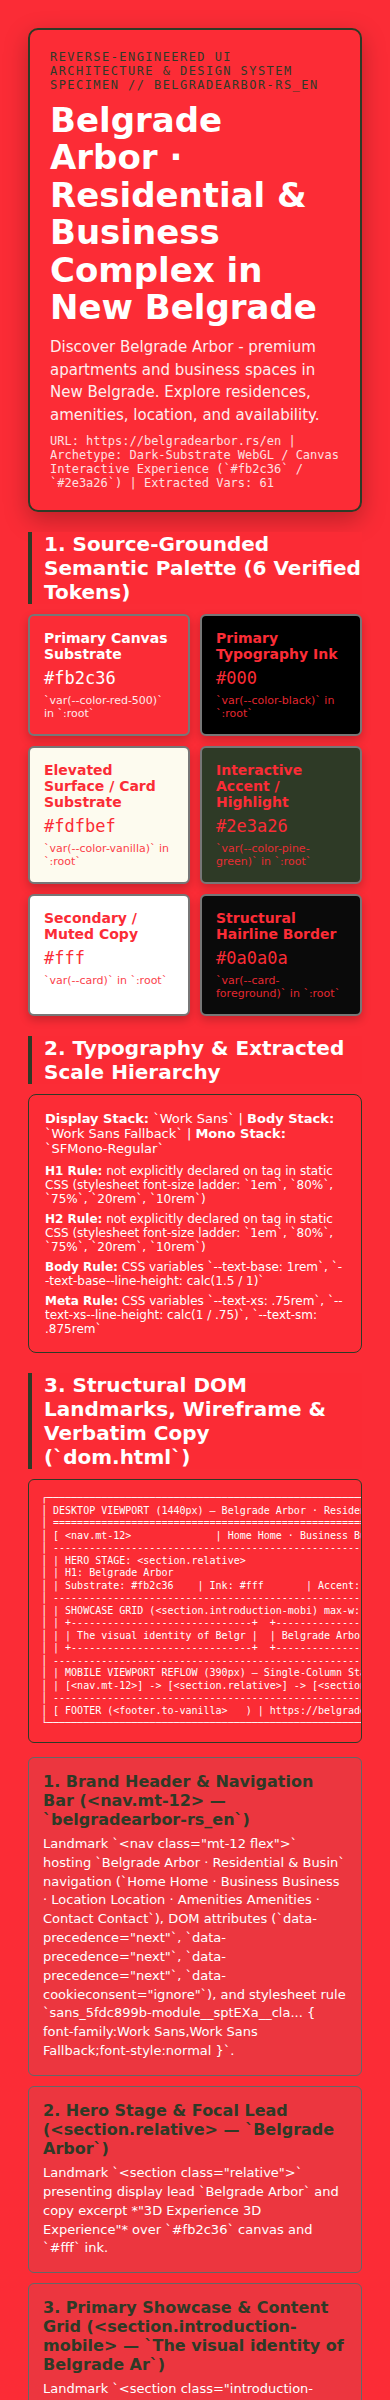 REVERSE-ENGINEERED UI
ARCHITECTURE & DESIGN SYSTEM
SPECIMEN // BELGRADEARBOR-RS_EN
Belgrade
Arbor ·
Residential &
Business
Complex in
New Belgrade
Discover Belgrade Arbor - premium
apartments and business spaces in
New Belgrade. Explore residences,
amenities, location, and availability.
URL: https://belgradearbor.rs/en |
Archetype: Dark-Substrate WebGL / Canvas
Interactive Experience (`#fb2c36` /
`#2e3a26`) | Extracted Vars: 61
1. Source-Grounded
Semantic Palette (6 Verified
Tokens)
Primary Canvas
Substrate
#fb2c36
`var(--color-red-500)`
in `:root`
Primary
Typography Ink
#000
`var(--color-black)` in
`:root`
Elevated
Surface / Card
Substrate
#fdfbef
`var(--color-vanilla)` in
`:root`
Interactive
Accent /
Highlight
#2e3a26
`var(--color-pine-
green)` in `:root`
Secondary /
Muted Copy
#fff
`var(--card)` in `:root`
Structural
Hairline Border
#0a0a0a
`var(--card-
foreground)` in `:root`
2. Typography & Extracted
Scale Hierarchy
Display Stack: `Work Sans` | Body Stack:
`Work Sans Fallback` | Mono Stack:
`SFMono-Regular`
H1 Rule: not explicitly declared on tag in static
CSS (stylesheet font-size ladder: `1em`, `80%`,
`75%`, `20rem`, `10rem`)
H2 Rule: not explicitly declared on tag in static
CSS (stylesheet font-size ladder: `1em`, `80%`,
`75%`, `20rem`, `10rem`)
Body Rule: CSS variables `--text-base: 1rem`, `-
-text-base--line-height: calc(1.5 / 1)`
Meta Rule: CSS variables `--text-xs: .75rem`, `--
text-xs--line-height: calc(1 / .75)`, `--text-sm:
.875rem`
3. Structural DOM
Landmarks, Wireframe &
Verbatim Copy
(`dom.html`)
DESKTOP VIEWPORT (1440px) — Belgrade Arbor · Reside
===================================================
[ <nav.mt-12> | Home Home · Business B
---------------------------------------------------
| HERO STAGE: <section.relative>
| H1: Belgrade Arbor
| Substrate: #fb2c36 | Ink: #fff | Accent:
---------------------------------------------------
| SHOWCASE GRID (<section.introduction-mobi) max-w:
| +------------------------------+ +---------------
| | The visual identity of Belgr | | Belgrade Arbo
| +------------------------------+ +---------------
---------------------------------------------------
| MOBILE VIEWPORT REFLOW (390px) — Single-Column St
| [<nav.mt-12>] -> [<section.relative>] -> [<sectio
---------------------------------------------------
[ FOOTER (<footer.to-vanilla> ) | https://belgrad
1. Brand Header & Navigation
Bar (<nav.mt-12> —
`belgradearbor-rs_en`)
Landmark `<nav class="mt-12 flex">`
hosting `Belgrade Arbor · Residential & Busin`
navigation (`Home Home · Business Business
· Location Location · Amenities Amenities ·
Contact Contact`), DOM attributes (`data-
precedence="next"`, `data-
precedence="next"`, `data-
precedence="next"`, `data-
cookieconsent="ignore"`), and stylesheet rule
`sans_5fdc899b-module__sptEXa__cla... {
font-family:Work Sans,Work Sans
Fallback;font-style:normal }`.
2. Hero Stage & Focal Lead
(<section.relative> — `Belgrade
Arbor`)
Landmark `<section class="relative">`
presenting display lead `Belgrade Arbor` and
copy excerpt *"3D Experience 3D
Experience"* over `#fb2c36` canvas and
`#fff` ink.
3. Primary Showcase & Content
Grid (<section.introduction-
mobile> — `The visual identity of
Belgrade Ar`)
Landmark `<section class="introduction-